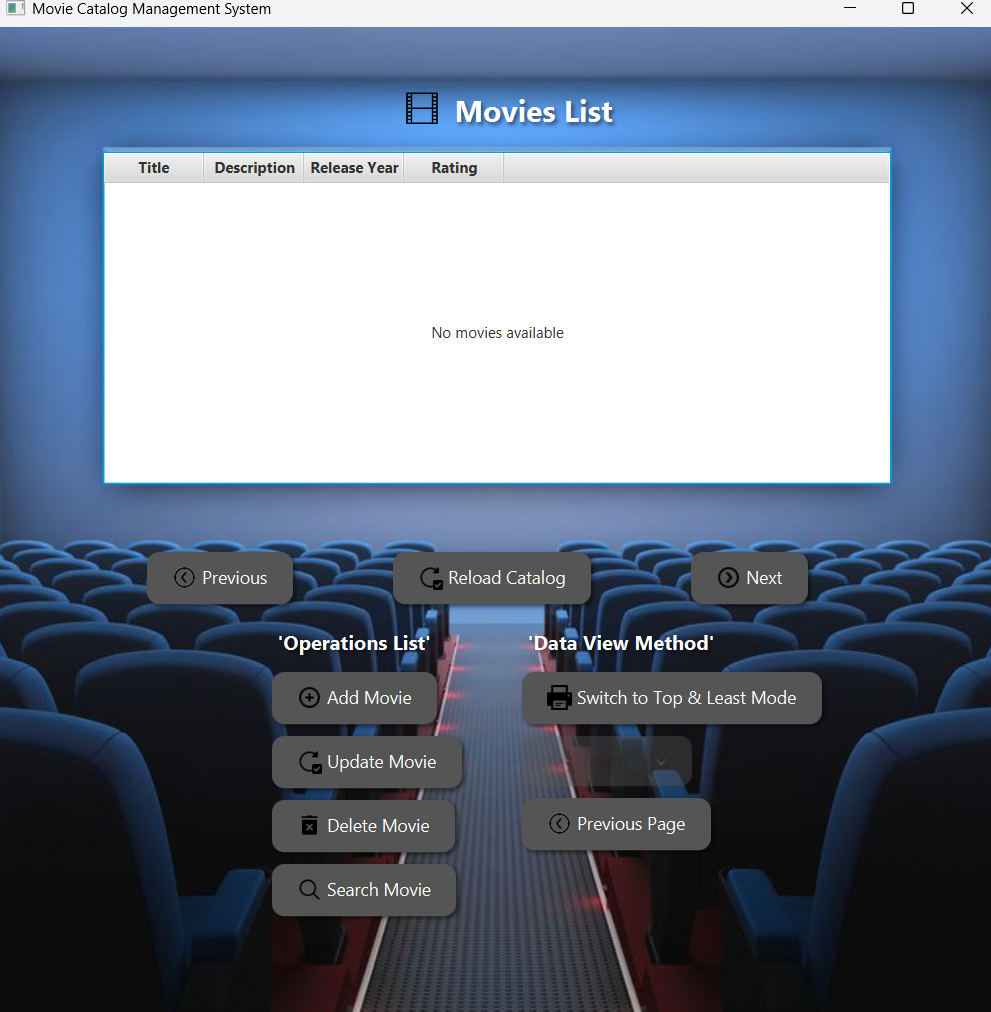 Movie Catalog Management System
Movies List
Title Description Release Year Rating
No movies available
Previous Reload Catalog Next
'Operations List' 'Data View Method'
Add Movie Switch to Top & Least Mode
Update Movie
Delete Movie Previous Page
Search Movie